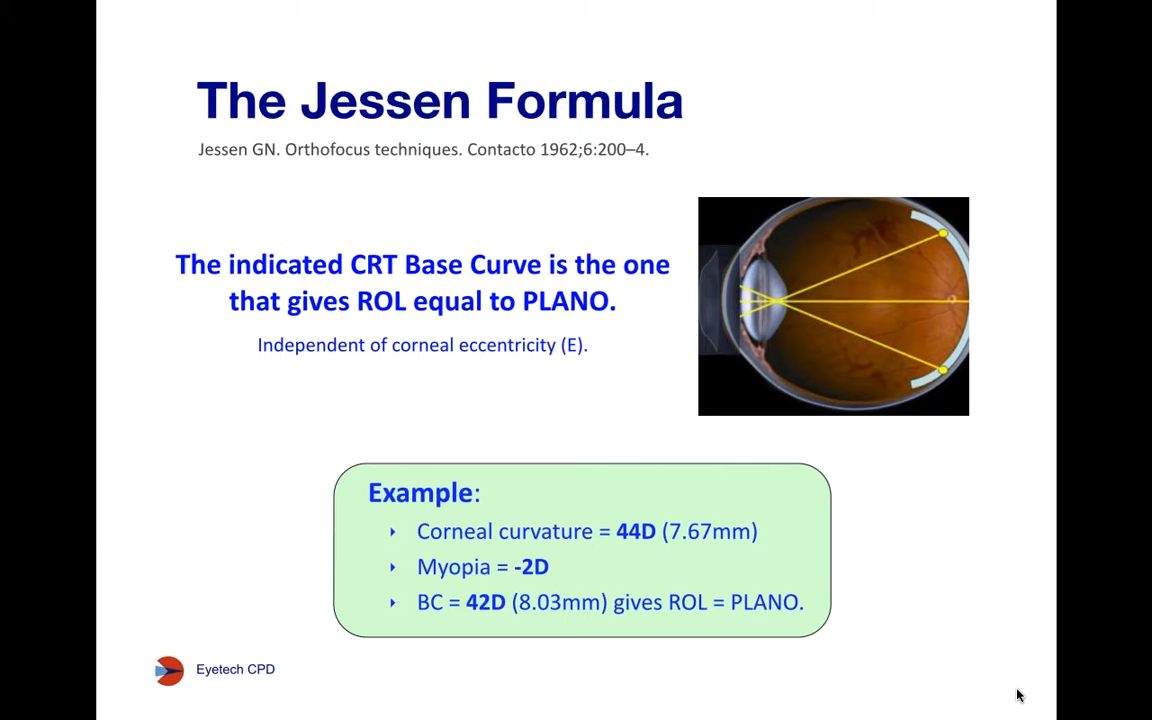 The Jessen Formula
Jessen GN. Orthofocus techniques. Contacto 1962;6:200–4.
The indicated CRT Base Curve is the one
that gives ROL equal to PLANO.
Independent of corneal eccentricity (E).
Example:
Corneal curvature = 44D (7.67mm)
Myopia = -2D
BC = 42D (8.03mm) gives ROL = PLANO.
Eyetech CPD